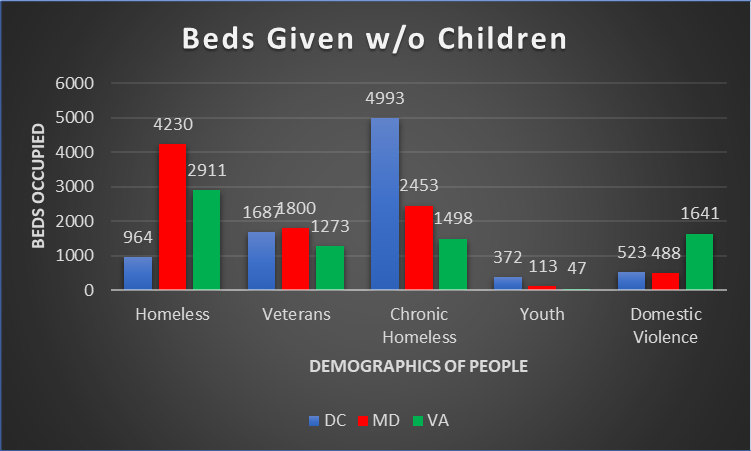 Beds Given w/o Children
6000
5000
4000
3000
2000
1000
0
BEDS OCCUPIED
964
4230
2911
1687
1800
1273
4993
2453
1498
372
113
47
523
488
1641
Homeless
Veterans
Chronic
Homeless
Youth
Domestic
Violence
DEMOGRAPHICS OF PEOPLE
DC
MD
VA